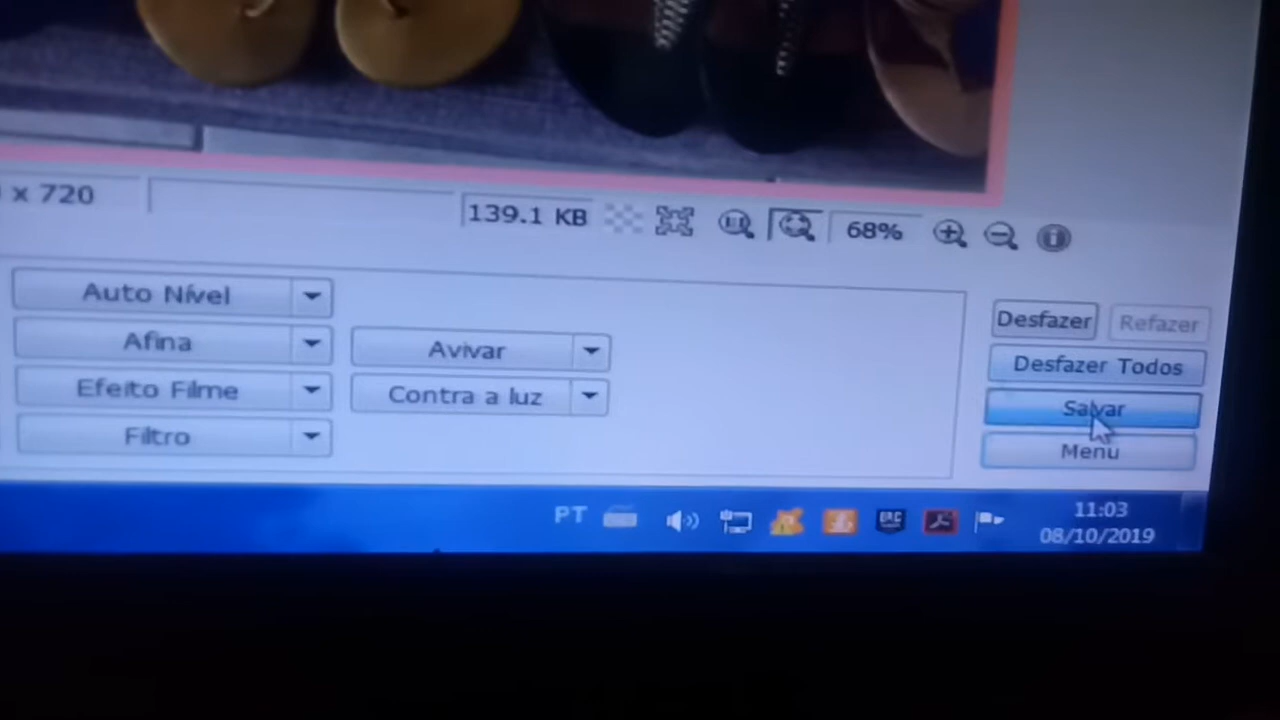 x 720
139.1 KB
68%
Auto Nível
Afina
Avivar
Efeito Filme
Contra a luz
Filtro
Desfazer
Refazer
Desfazer Todos
Salvar
Menu
PT
11:03
08/10/2019